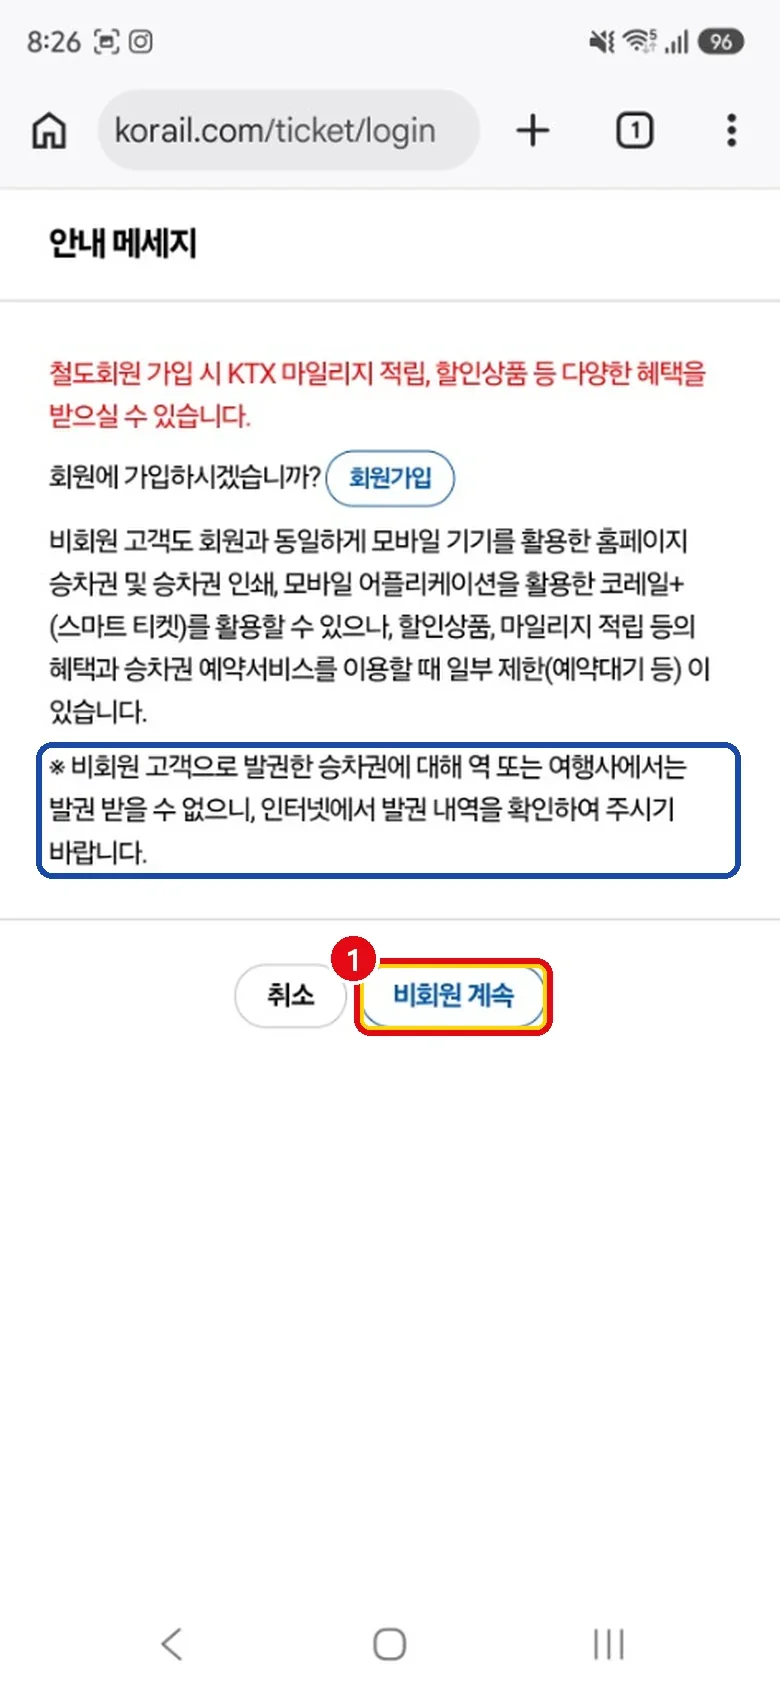 8:26
96
korail.com/ticket/login
1
안내 메세지
철도회원 가입 시 KTX 마일리지 적립, 할인상품 등 다양한 혜택을
받으실 수 있습니다.
회원에 가입하시겠습니까? 회원가입
비회원 고객도 회원과 동일하게 모바일 기기를 활용한 홈페이지
승차권 및 승차권 인쇄, 모바일 어플리케이션을 활용한 코레일+
(스마트 티켓)를 활용할 수 있으나, 할인상품, 마일리지 적립 등의
혜택과 승차권 예약서비스를 이용할 때 일부 제한(예약대기 등) 이
있습니다.
※ 비회원 고객으로 발권한 승차권에 대해 역 또는 여행사에서는
발권 받을 수 없으니, 인터넷에서 발권 내역을 확인하여 주시기
바랍니다.
1
취소 비회원 계속